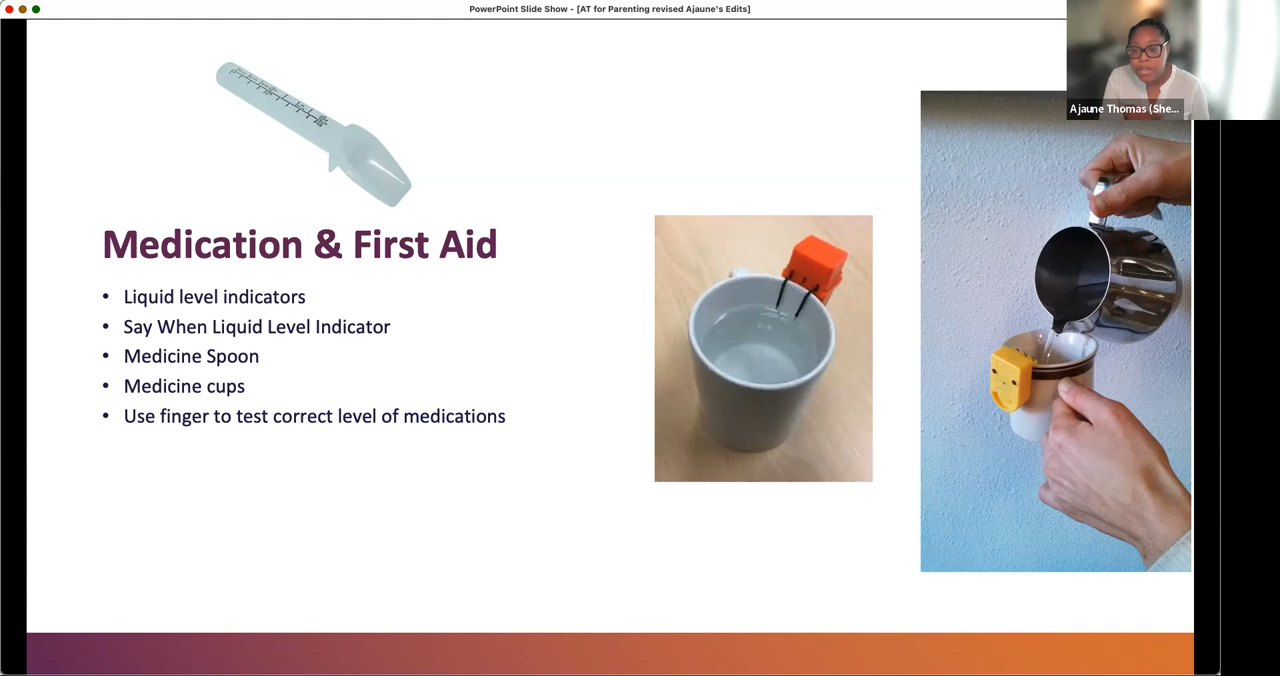 PowerPoint Slide Show - [AT for Parenting revised Ajaune's Edits]
Ajaune Thomas (She...
Medication & First Aid
• Liquid level indicators
• Say When Liquid Level Indicator
• Medicine Spoon
• Medicine cups
• Use finger to test correct level of medications